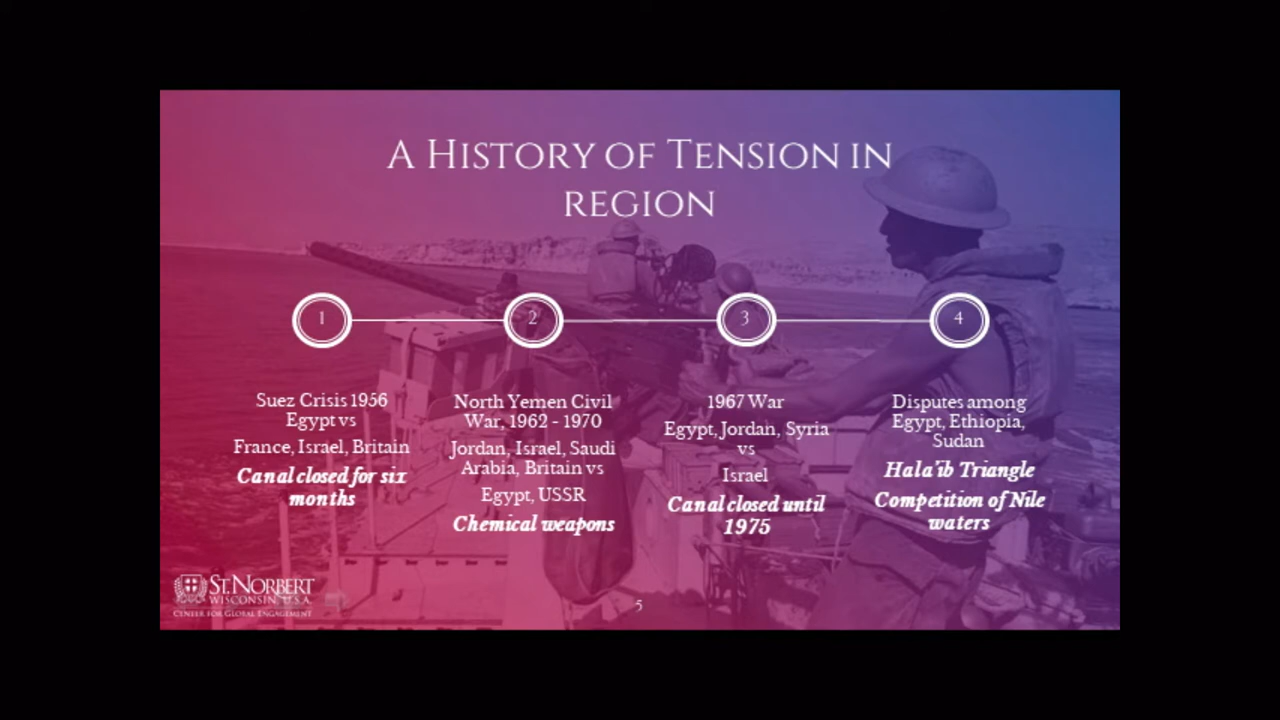 A History of Tension in
region
1
2
3
4
Suez Crisis 1956
Egypt vs
France, Israel, Britain
Canal closed for six
months
North Yemen Civil
War, 1962 - 1970
Jordan, Israel, Saudi
Arabia, Britain vs
Egypt, USSR
Chemical weapons
1967 War
Egypt, Jordan, Syria
vs
Israel
Canal closed until
1975
Disputes among
Egypt, Ethiopia,
Sudan
Hala'ib Triangle
Competition of Nile
waters
St. Norbert
Wisconsin, U.S.A.
Center for Global Engagement
5